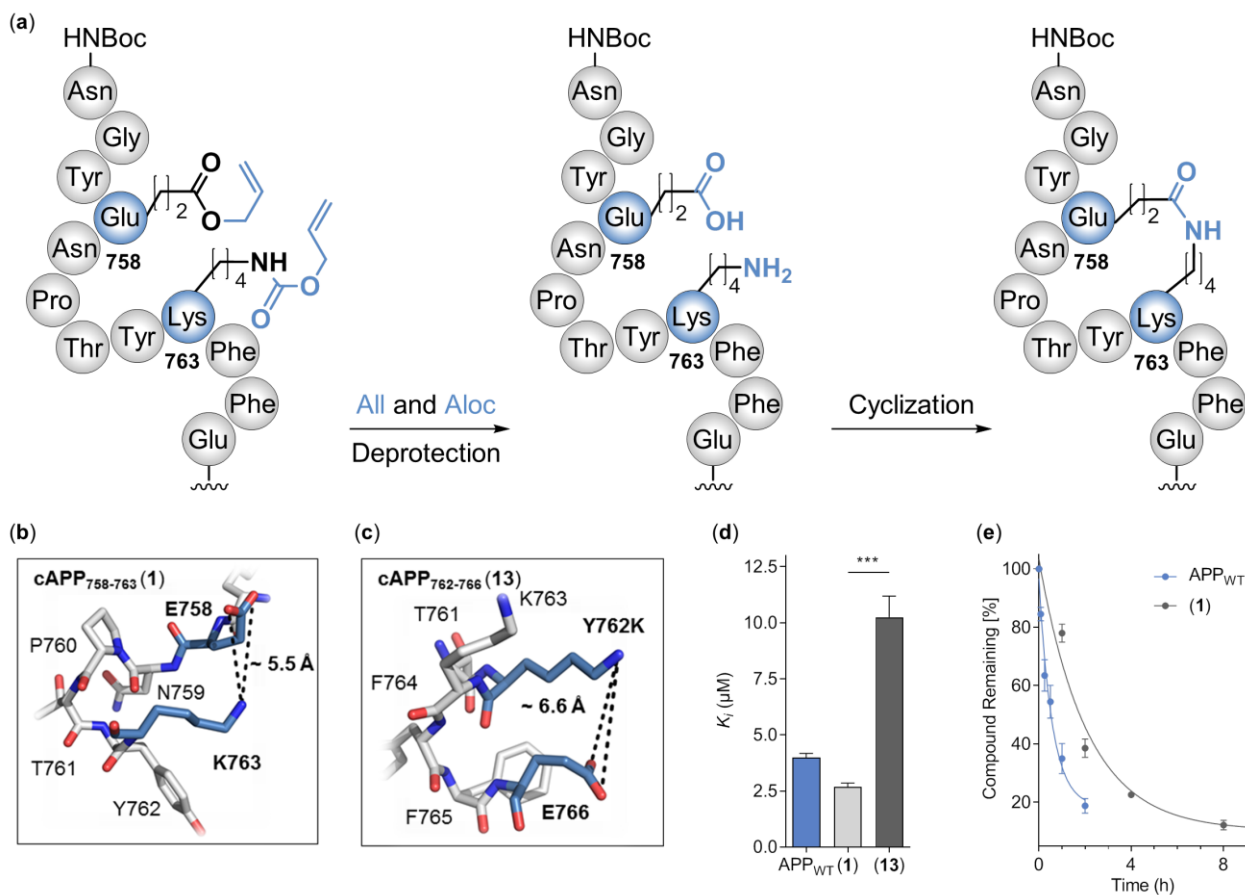 (a)
HNBoc
Asn
Gly
Tyr
Glu
758
2
O
O
Asn
Pro
Thr
Tyr
Lys
763
4
NH
O
O
Phe
Phe
Glu
All and Aloc
Deprotection
HNBoc
Asn
Gly
Tyr
Glu
758
2
O
OH
Asn
Pro
Thr
Tyr
Lys
763
4
NH2
Phe
Phe
Glu
Cyclization
HNBoc
Asn
Gly
Tyr
Glu
758
2
O
NH
4
Asn
Pro
Thr
Tyr
Lys
763
Phe
Phe
Glu
(b)
cAPP758-763 (1)
E758
P760
~ 5.5 Å
N759
T761
K763
Y762
(c)
cAPP762-766 (13)
K763
T761
Y762K
F764
~ 6.6 Å
F765
E766
(d)
Ki (µM)
12.5
10.0
7.5
5.0
2.5
0.0
***
APPWT (1) (13)
(e)
Compound Remaining [%]
100
80
60
40
20
0 4 8
Time (h)
APPWT
(1)